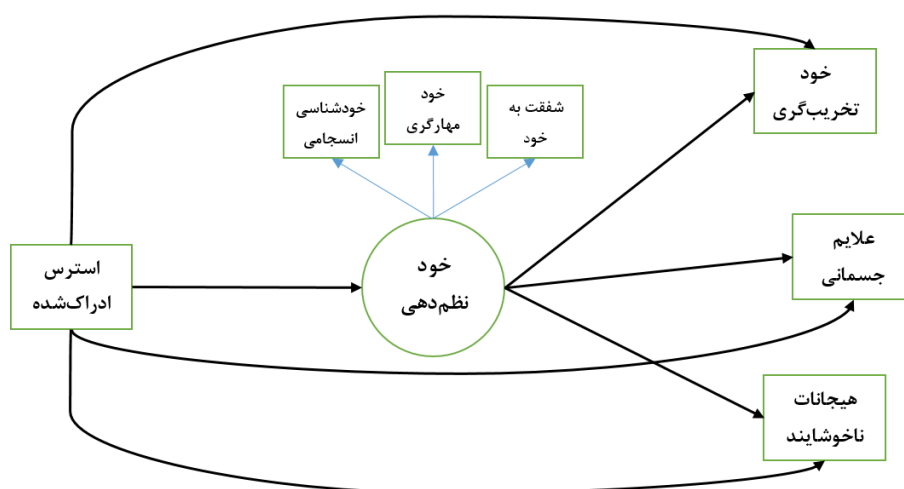 خود
تخریب‌گری
خودشناسی
انسجامی
خود
مهارگری
شفقت به
خود
استرس
ادراک‌شده
خود
نظم‌دهی
علایم
جسمانی
هیجانات
ناخوشایند